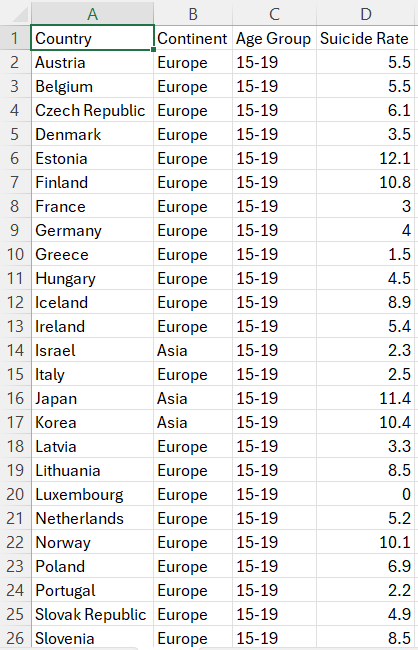 A B C D
1 Country Continent Age Group Suicide Rate
2 Austria Europe 15-19 5.5
3 Belgium Europe 15-19 5.5
4 Czech Republic Europe 15-19 6.1
5 Denmark Europe 15-19 3.5
6 Estonia Europe 15-19 12.1
7 Finland Europe 15-19 10.8
8 France Europe 15-19 3
9 Germany Europe 15-19 4
10 Greece Europe 15-19 1.5
11 Hungary Europe 15-19 4.5
12 Iceland Europe 15-19 8.9
13 Ireland Europe 15-19 5.4
14 Israel Asia 15-19 2.3
15 Italy Europe 15-19 2.5
16 Japan Asia 15-19 11.4
17 Korea Asia 15-19 10.4
18 Latvia Europe 15-19 3.3
19 Lithuania Europe 15-19 8.5
20 Luxembourg Europe 15-19 0
21 Netherlands Europe 15-19 5.2
22 Norway Europe 15-19 10.1
23 Poland Europe 15-19 6.9
24 Portugal Europe 15-19 2.2
25 Slovak Republic Europe 15-19 4.9
26 Slovenia Europe 15-19 8.5